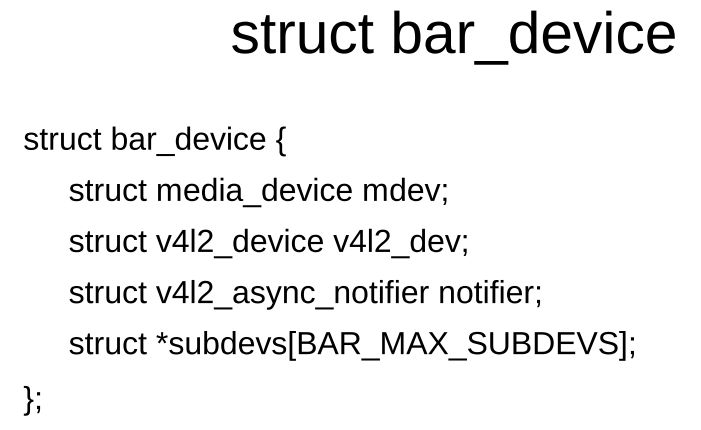 struct bar_device
struct bar_device {
struct media_device mdev;
struct v4l2_device v4l2_dev;
struct v4l2_async_notifier notifier;
struct *subdevs[BAR_MAX_SUBDEVS];
};